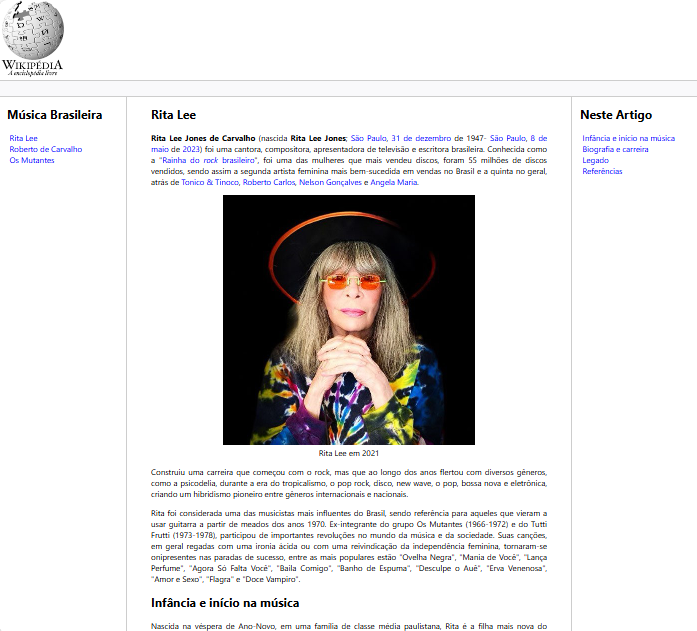 WIKIPÉDIA
A enciclopédia livre
Música Brasileira
Rita Lee
Roberto de Carvalho
Os Mutantes
Rita Lee
Rita Lee Jones de Carvalho (nascida Rita Lee Jones; São Paulo, 31 de dezembro de 1947- São Paulo, 8 de
maio de 2023) foi uma cantora, compositora, apresentadora de televisão e escritora brasileira. Conhecida como
a "Rainha do rock brasileiro", foi uma das mulheres que mais vendeu discos, foram 55 milhões de discos
vendidos, sendo assim a segunda artista feminina mais bem-sucedida em vendas no Brasil e a quinta no geral,
atrás de Tonico & Tinoco, Roberto Carlos, Nelson Gonçalves e Angela Maria.
Rita Lee em 2021
Construiu uma carreira que começou com o rock, mas que ao longo dos anos flertou com diversos gêneros,
como a psicodelia, durante a era do tropicalismo, o pop rock, disco, new wave, o pop, bossa nova e eletrônica,
criando um hibridismo pioneiro entre gêneros internacionais e nacionais.
Rita foi considerada uma das musicistas mais influentes do Brasil, sendo referência para aqueles que vieram a
usar guitarra a partir de meados dos anos 1970. Ex-integrante do grupo Os Mutantes (1966-1972) e do Tutti
Frutti (1973-1978), participou de importantes revoluções no mundo da música e da sociedade. Suas canções,
em geral regadas com uma ironia ácida ou com uma reivindicação da independência feminina, tornaram-se
onipresentes nas paradas de sucesso, entre as mais populares estão "Ovelha Negra", "Mania de Você", "Lança
Perfume", "Agora Só Falta Você", "Baila Comigo", "Banho de Espuma", "Desculpe o Auê", "Erva Venenosa",
"Amor e Sexo", "Flagra" e "Doce Vampiro".
Infância e início na música
Nascida na véspera de Ano-Novo, em uma família de classe média paulistana, Rita é a filha mais nova do
Neste Artigo
Infância e início na música
Biografia e carreira
Legado
Referências